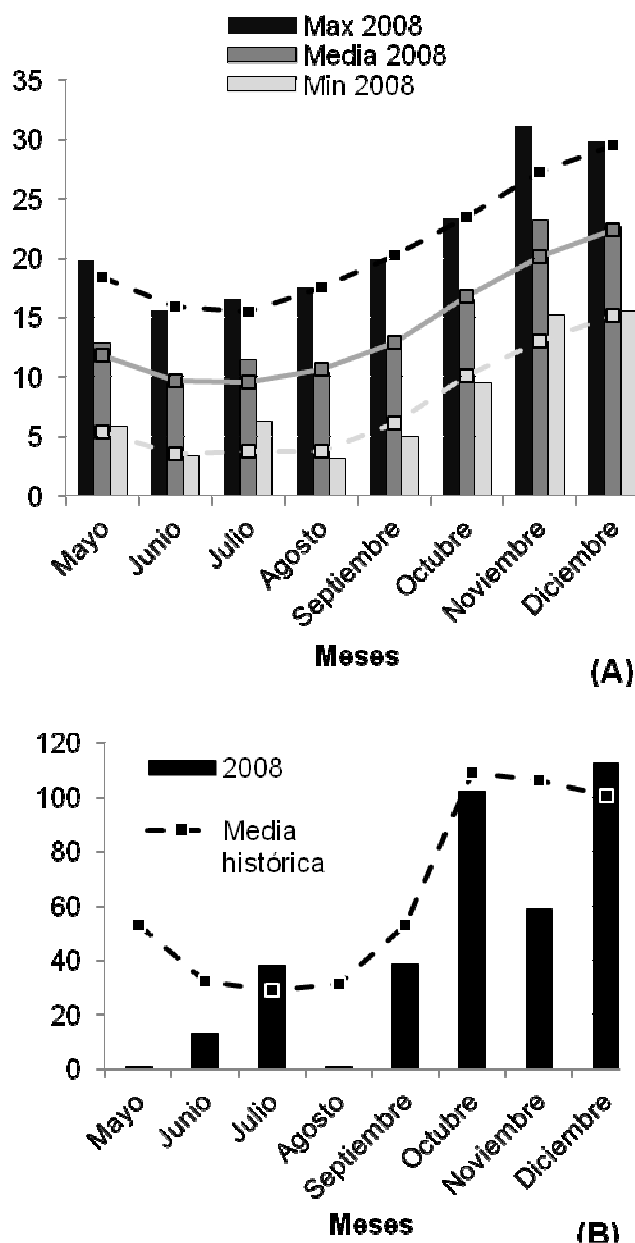 Max 2008
Media 2008
Min 2008
35
30
25
20
15
10
5
0
Mayo
Junio
Julio
Agosto
Septiembre
Octubre
Noviembre
Diciembre
Meses
(A)
120
100
80
60
40
20
0
2008
Media
histórica
Mayo
Junio
Julio
Agosto
Septiembre
Octubre
Noviembre
Diciembre
Meses
(B)